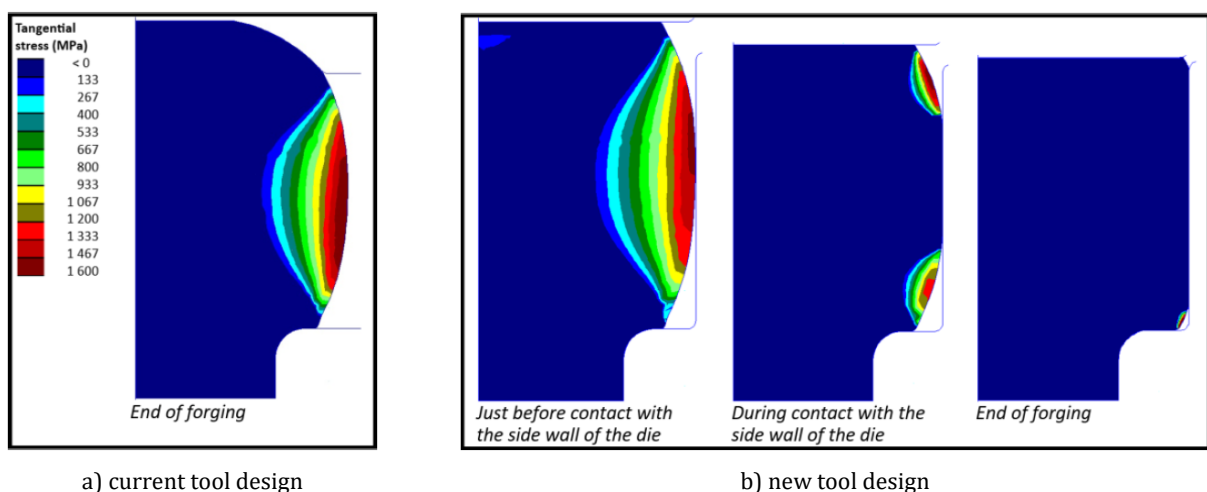 Tangential
stress (MPa)
< 0
133
267
400
533
667
800
933
1 067
1 200
1 333
1 467
1 600
End of forging
Just before contact with
the side wall of the die
During contact with the
side wall of the die
End of forging
a) current tool design
b) new tool design